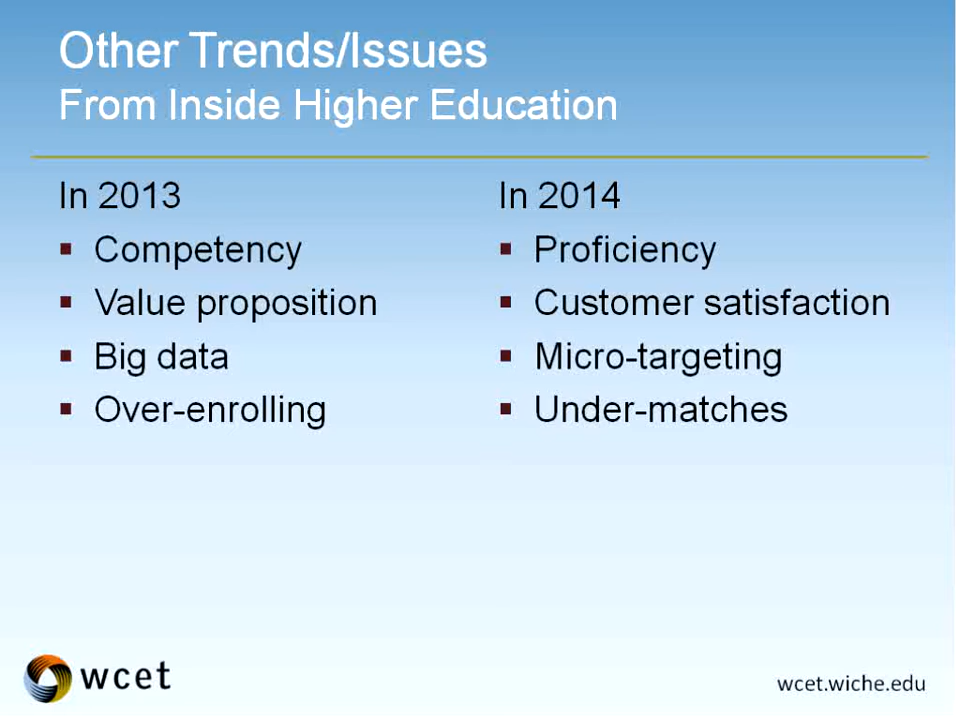 Other Trends/Issues
From Inside Higher Education
In 2013
▪ Competency
▪ Value proposition
▪ Big data
▪ Over-enrolling
In 2014
▪ Proficiency
▪ Customer satisfaction
▪ Micro-targeting
▪ Under-matches
wcet
wcet.wiche.edu